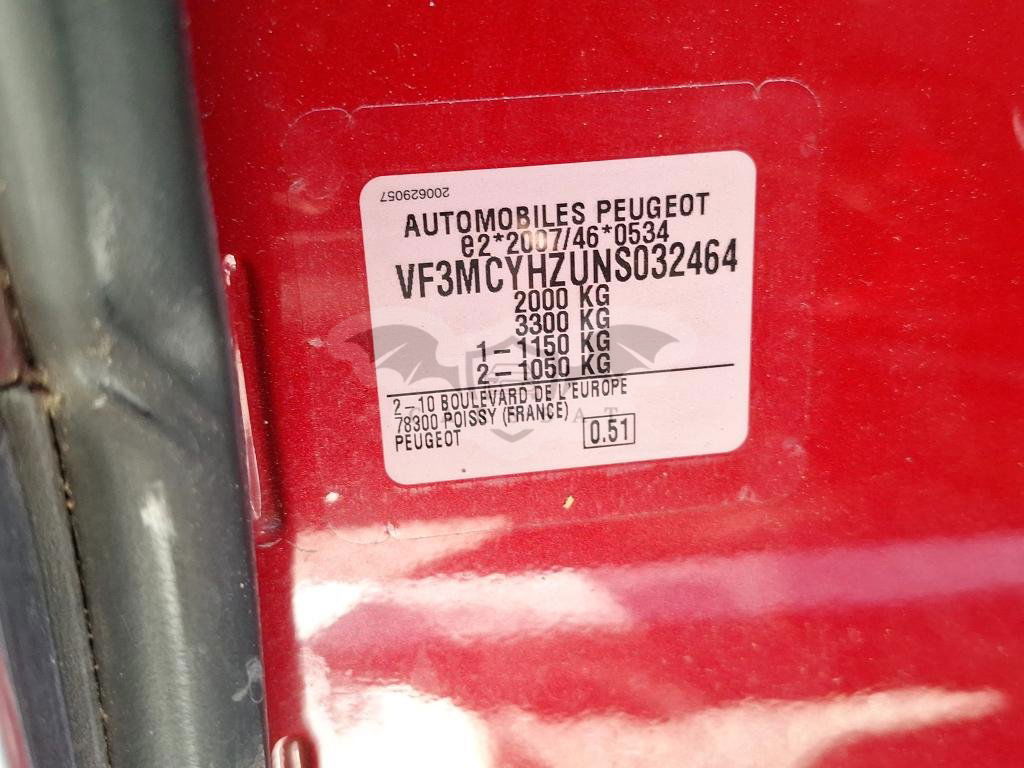 200629057
AUTOMOBILES PEUGEOT
e2*2007/46*0534
VF3MCYHZUNS032464
2000 KG
3300 KG
1-1150 KG
2-1050 KG
2-10 BOULEVARD DE L'EUROPE
78300 POISSY (FRANCE)
PEUGEOT
0.51